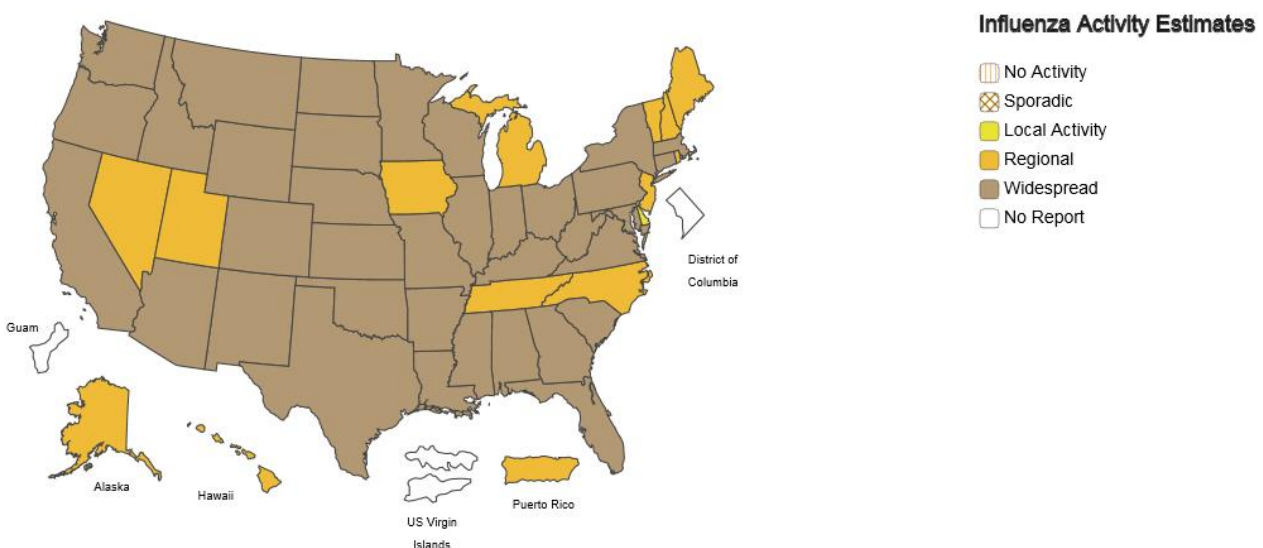 Influenza Activity Estimates
No Activity
Sporadic
Local Activity
Regional
Widespread
No Report
District of
Columbia
Guam
Alaska
Hawaii
US Virgin
Islands
Puerto Rico